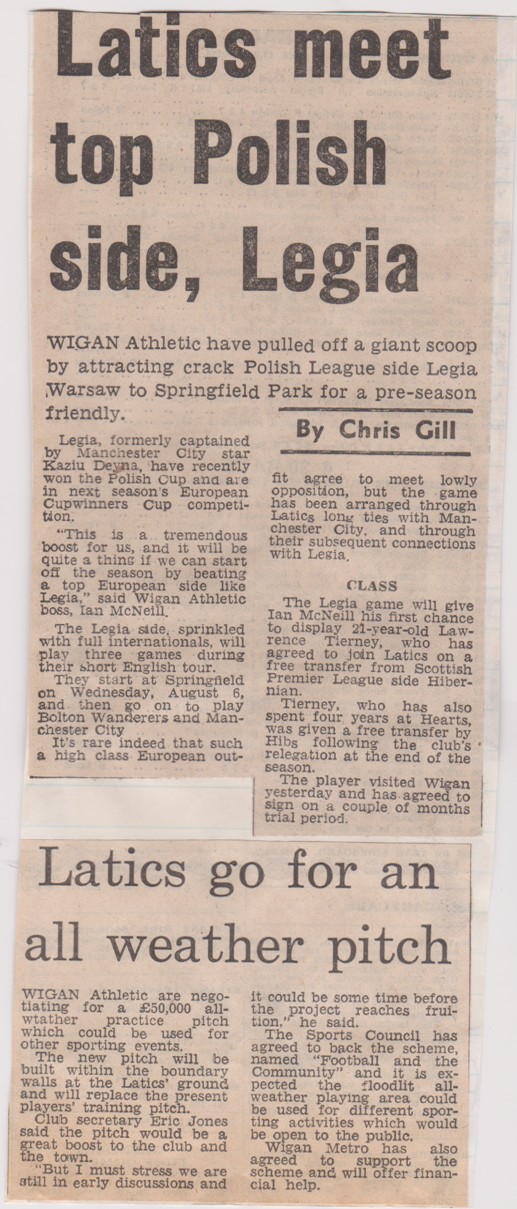 Latics meet
top Polish
side, Legia
WIGAN Athletic have pulled off a giant scoop
by attracting crack Polish League side Legia
Warsaw to Springfield Park for a pre-season
friendly.
By Chris Gill
Legia, formerly captained
by Manchester City star
Kaziu Deyna, have recently
won the Polish Cup and are
in next season's European
Cupwinners Cup competi-
tion.
"This is a tremendous
boost for us, and it will be
quite a thing if we can start
off the season by beating
a top European side like
Legia," said Wigan Athletic
boss, Ian McNeill.
The Legia side, sprinkled
with full internationals, will
play three games during
their short English tour.
They start at Springfield
on Wednesday, August 6,
and then go on to play
Bolton Wanderers and Man-
chester City
It's rare indeed that such
a high class European out-
fit agree to meet lowly
opposition, but the game
has been arranged through
Latics long ties with Man-
chester City, and through
their subsequent connections
with Legia.
CLASS
The Legia game will give
Ian McNeill his first chance
to display 21-year-old Law-
rence Tierney, who has
agreed to join Latics on a
free transfer from Scottish
Premier League side Hiber-
nian.
Tierney, who has also
spent four years at Hearts,
was given a free transfer by
Hibs following the club's
relegation at the end of the
season.
The player visited Wigan
yesterday and has agreed to
sign on a couple of months
trial period.
Latics go for an
all weather pitch
WIGAN Athletic are nego-
tiating for a £50,000 all-
wtather practice pitch
which could be used for
other sporting events.
The new pitch will be
built within the boundary
walls at the Latics' ground
and will replace the present
players' training pitch.
Club secretary Eric Jones
said the pitch would be a
great boost to the club and
the town.
"But I must stress we are
still in early discussions and
it could be some time before
the project reaches frui-
tion," he said.
The Sports Council has
agreed to back the scheme,
named "Football and the
Community" and it is ex-
pected the floodlit all-
weather playing area could
be used for different spor-
ting activities which would
be open to the public.
Wigan Metro has also
agreed to support the
scheme and will offer finan-
cial help.